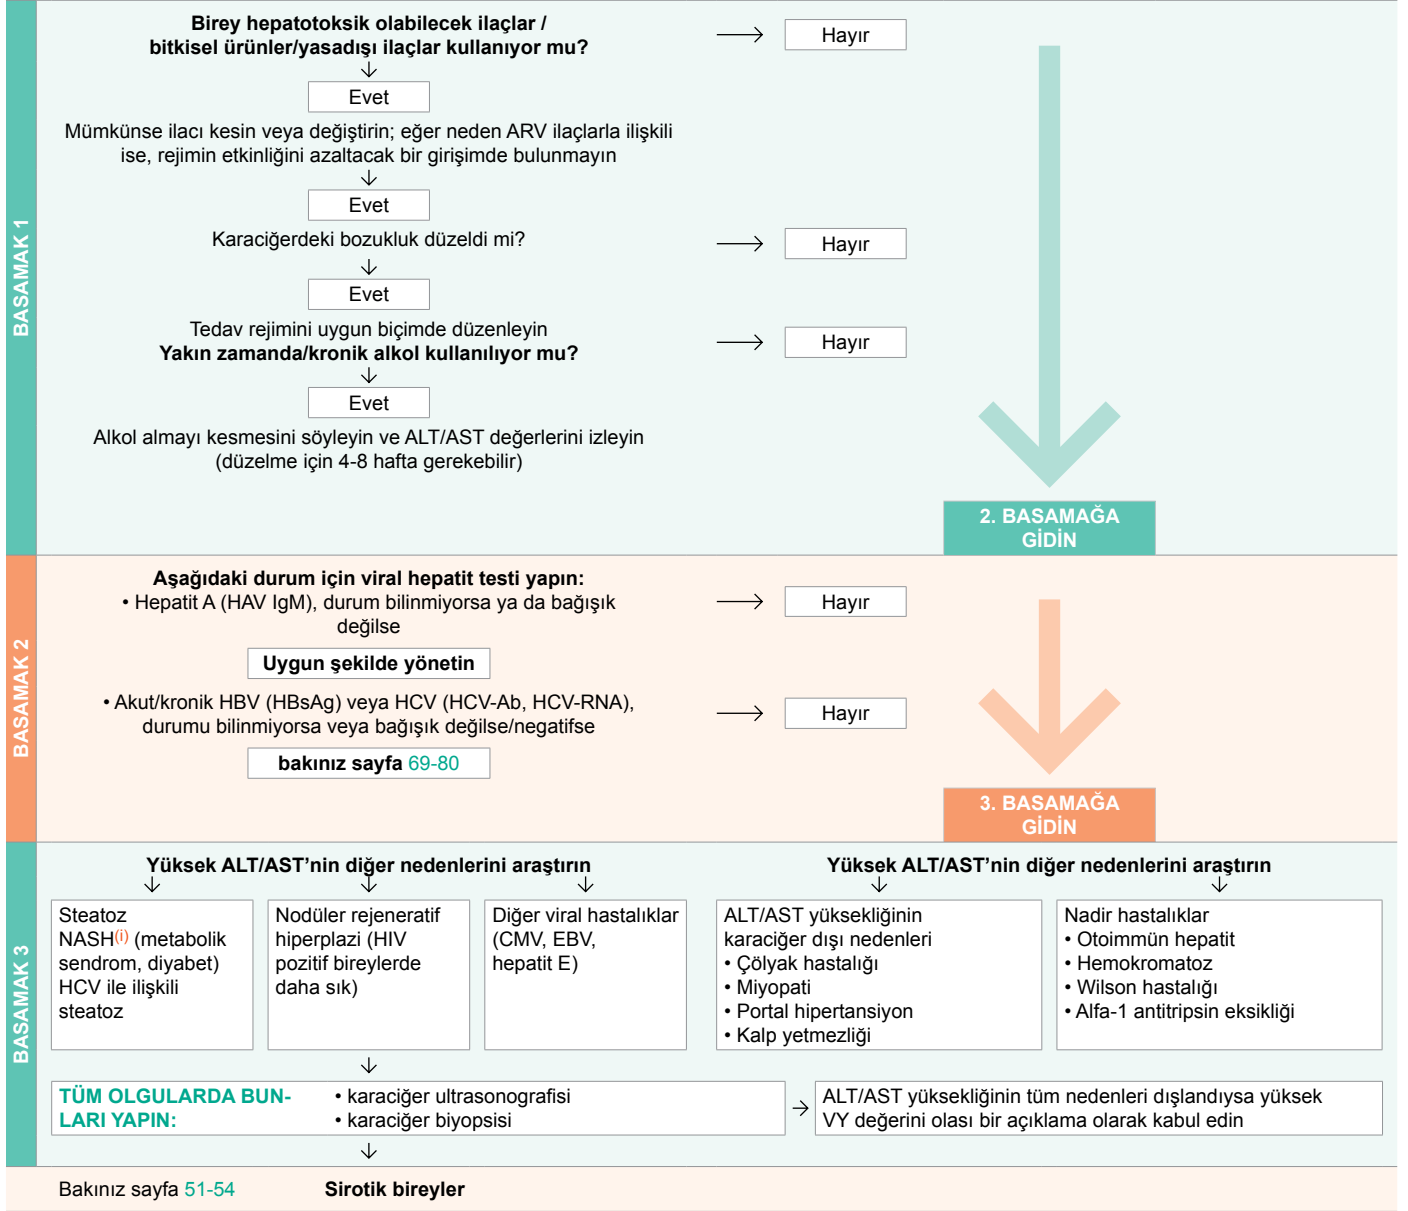 BASAMAK 1
Birey hepatotoksik olabilecek ilaçlar /
bitkisel ürünler/yasadışı ilaçlar kullanıyor mu?
Hayır
Evet
Mümkünse ilacı kesin veya değiştirin; eğer neden ARV ilaçlarla ilişkili
ise, rejimin etkinliğini azaltacak bir girişimde bulunmayın
Evet
Karaciğerdeki bozukluk düzeldi mi?
Hayır
Evet
Tedav rejimini uygun biçimde düzenleyin
Yakın zamanda/kronik alkol kullanılıyor mu?
Hayır
Evet
Alkol almayı kesmesini söyleyin ve ALT/AST değerlerini izleyin
(düzelme için 4-8 hafta gerekebilir)
2. BASAMAĞA
GİDİN
BASAMAK 2
Aşağıdaki durum için viral hepatit testi yapın:
• Hepatit A (HAV IgM), durum bilinmiyorsa ya da bağışık
değilse
Hayır
Uygun şekilde yönetin
• Akut/kronik HBV (HBsAg) veya HCV (HCV-Ab, HCV-RNA),
durumu bilinmiyorsa veya bağışık değilse/negatifse
Hayır
bakınız sayfa 69-80
3. BASAMAĞA
GİDİN
BASAMAK 3
Yüksek ALT/AST’nin diğer nedenlerini araştırın
Steatoz
NASH(i) (metabolik
sendrom, diyabet)
HCV ile ilişkili
steatoz
Nodüler rejeneratif
hiperplazi (HIV
pozitif bireylerde
daha sık)
Diğer viral hastalıklar
(CMV, EBV,
hepatit E)
Yüksek ALT/AST’nin diğer nedenlerini araştırın
ALT/AST yüksekliğinin
karaciğer dışı nedenleri
• Çölyak hastalığı
• Miyopati
• Portal hipertansiyon
• Kalp yetmezliği
Nadir hastalıklar
• Otoimmün hepatit
• Hemokromatoz
• Wilson hastalığı
• Alfa-1 antitripsin eksikliği
TÜM OLGULARDA BUN-
LARI YAPIN:
• karaciğer ultrasonografisi
• karaciğer biyopsisi
ALT/AST yüksekliğinin tüm nedenleri dışlandıysa yüksek
VY değerini olası bir açıklama olarak kabul edin
Bakınız sayfa 51-54
Sirotik bireyler